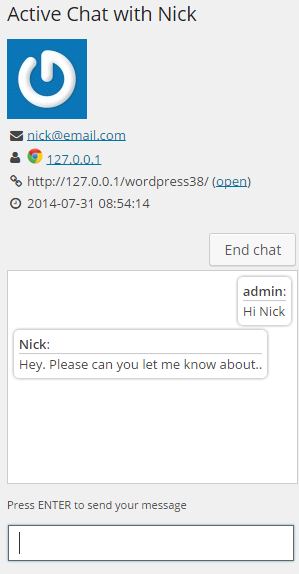 Active Chat with Nick
nick@email.com
127.0.0.1
http://127.0.0.1/wordpress38/ (open)
2014-07-31 08:54:14
End chat
admin:
Hi Nick
Nick:
Hey. Please can you let me know about..
Press ENTER to send your message